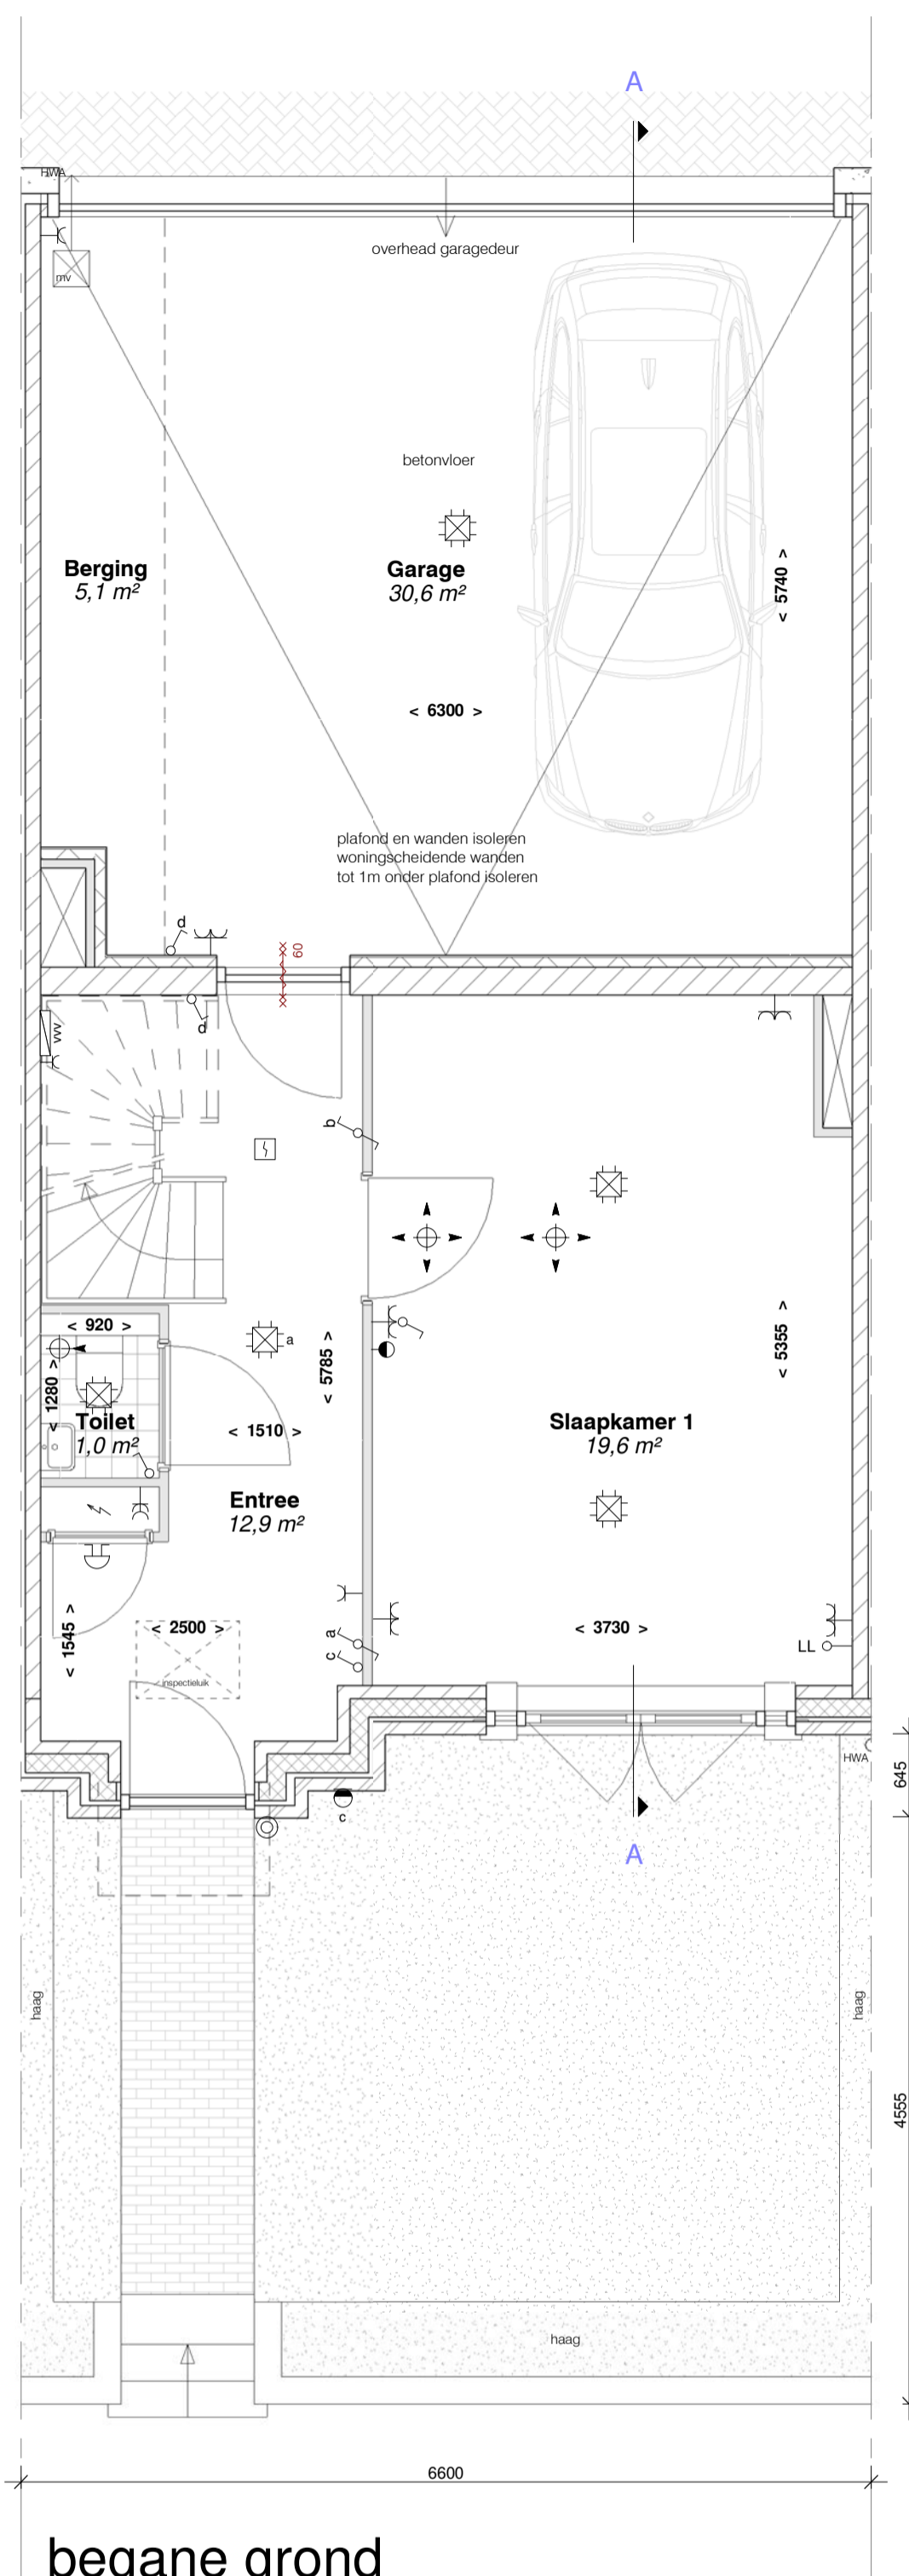 A
HWA
overhead garagedeur
mv
betonvloer
Berging
5,1 m²
Garage
30,6 m²
< 5740 >
< 6300 >
plafond en wanden isoleren
woningscheidende wanden
tot 1m onder plafond isoleren
d
60
d
vvv
b
< 920 >
a
< 1280 >
< 5785 >
< 5355 >
Toilet
1,0 m²
< 1510 >
Slaapkamer 1
19,6 m²
Entree
12,9 m²
< 1545 >
< 2500 >
a
c
< 3730 >
LL
inspectieluik
HWA
645
c
A
haag
haag
4555
haag
6600
begane grond